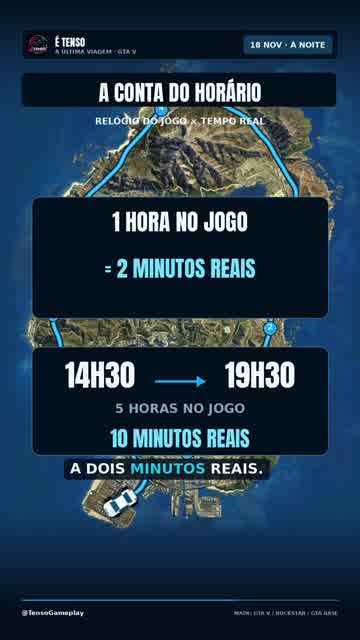 É TENSO
A ÚLTIMA VIAGEM · GTA V
18 NOV · À NOITE
A CONTA DO HORÁRIO
RELÓGIO DO JOGO × TEMPO REAL
1 HORA NO JOGO
= 2 MINUTOS REAIS
2
14H30 → 19H30
5 HORAS NO JOGO
10 MINUTOS REAIS
A DOIS MINUTOS REAIS.
@TensoGameplay
MAPA: GTA V / ROCKSTAR / GTA BASE